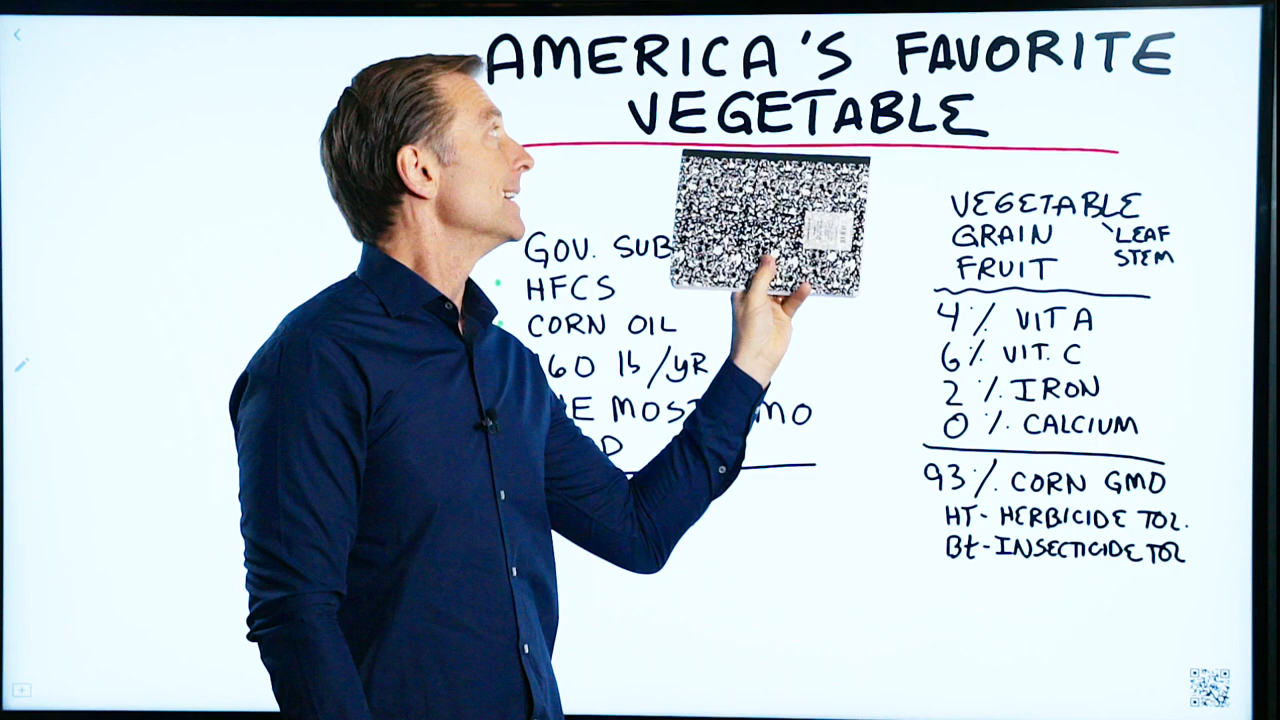 AMERICA'S FAVORITE
VEGETABLE
GOV. SUB
HFCS
CORN OIL
60 lb/YR
E MOST MO
D
VEGETABLE
GRAIN
FRUIT
LEAF
STEM
4% VIT A
6% VIT. C
2% IRON
0% CALCIUM
93% CORN GMO
HT-HERBICIDE TOL.
Bt-INSECTICIDE TOL